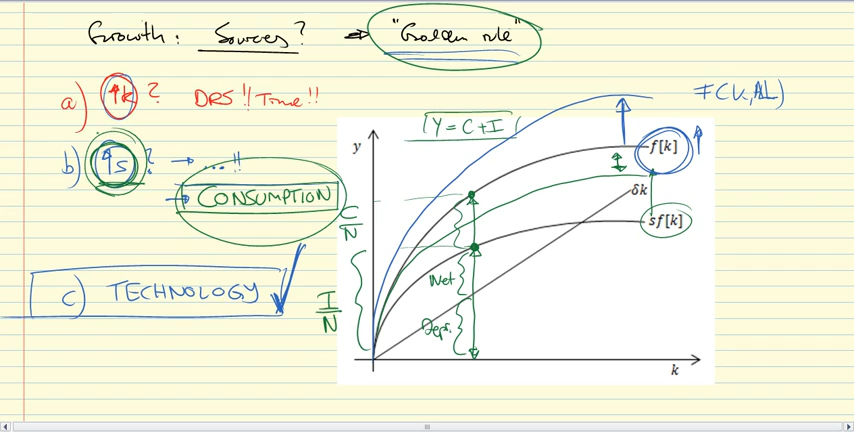 Growth: Sources? → "Golden rule"
a) ↑k? DRS!! Time!!
F(K, AL)
b) ↑s? → ...!!
→ CONSUMPTION
c) TECHNOLOGY
Y = C + I
y
f[k]
δk
sf[k]
C/N
I/N
Net
Depr.
k